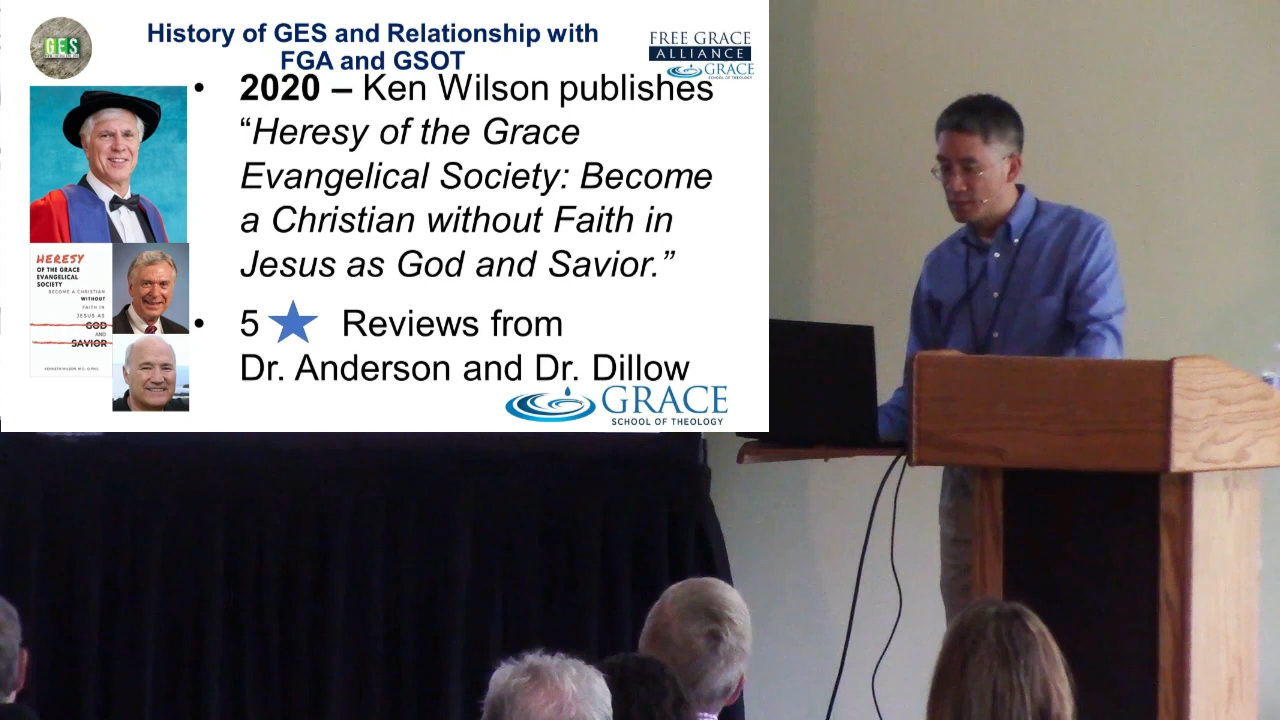 GES
History of GES and Relationship with
FGA and GSOT
FREE GRACE
ALLIANCE
GRACE
SCHOOL OF THEOLOGY
• 2020 – Ken Wilson publishes
“Heresy of the Grace
Evangelical Society: Become
a Christian without Faith in
Jesus as God and Savior.”
HERESY
OF THE GRACE
EVANGELICAL
SOCIETY
BECOME A CHRISTIAN
WITHOUT
FAITH IN
JESUS AS
GOD
AND
SAVIOR
KENNETH WILSON, M.D. D.PHIL.
• 5 Reviews from
Dr. Anderson and Dr. Dillow
GRACE
SCHOOL OF THEOLOGY